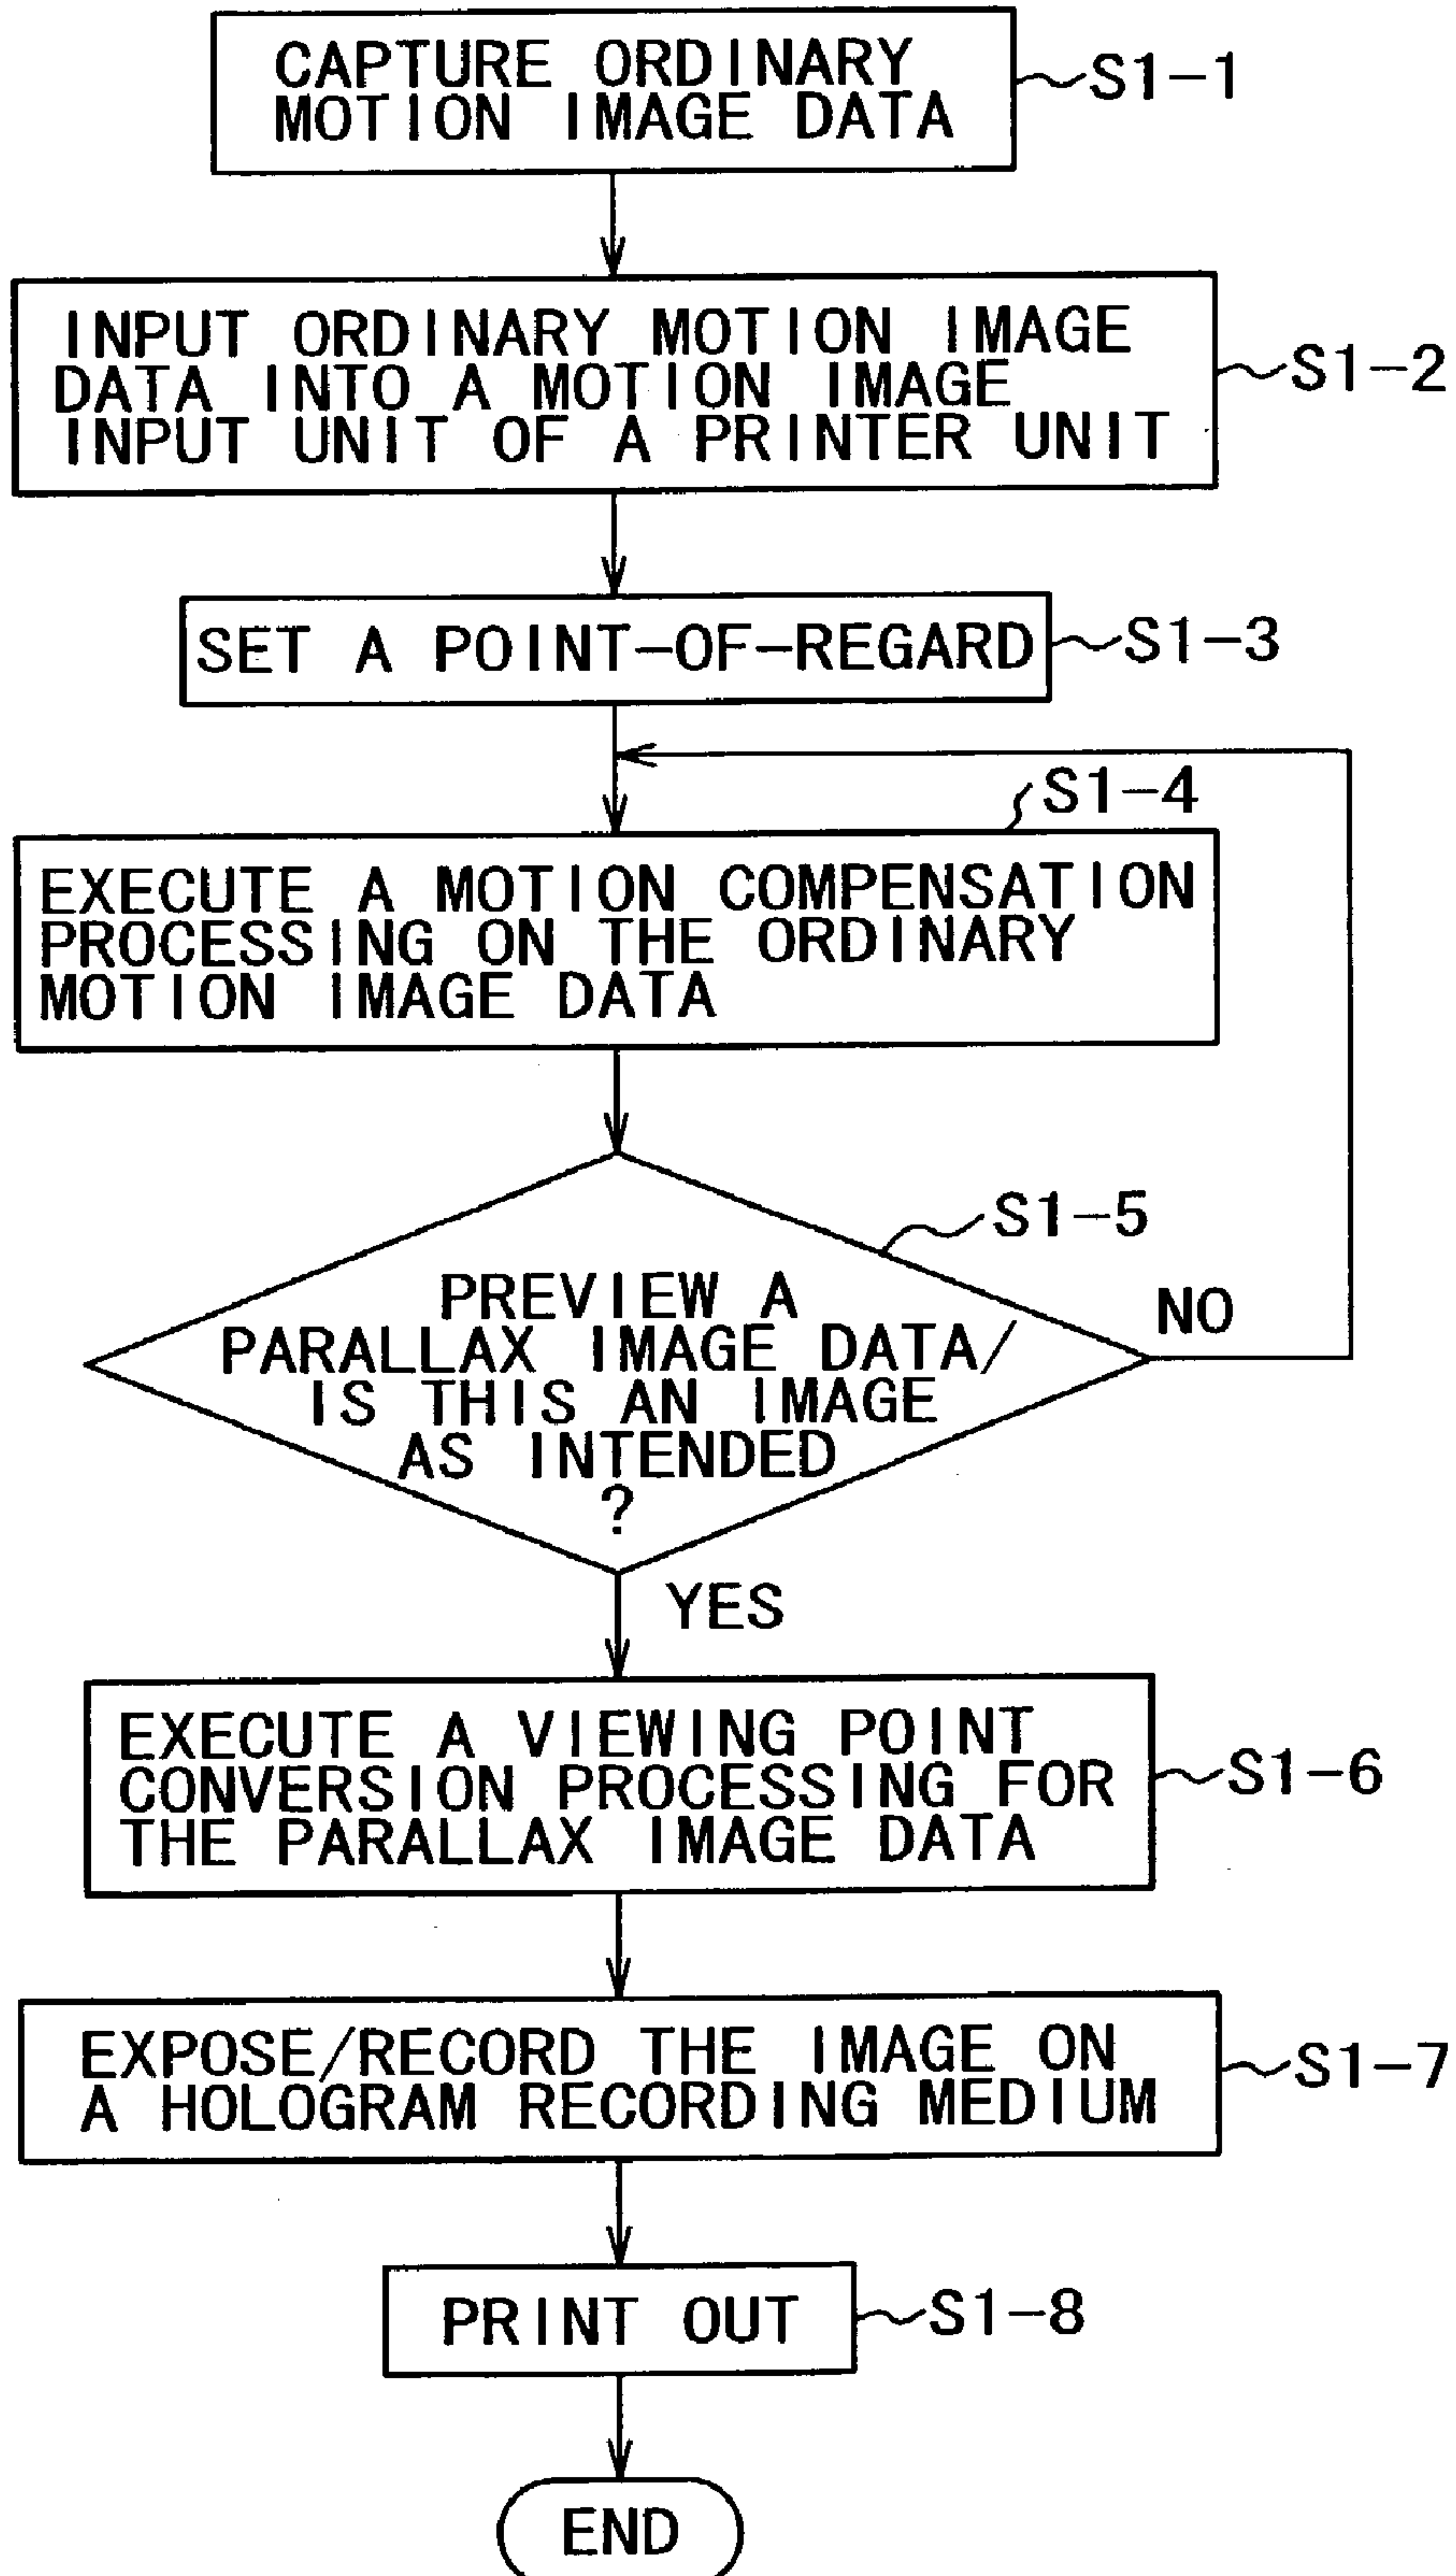 CAPTURE ORDINARY
MOTION IMAGE DATA
S1-1
INPUT ORDINARY MOTION IMAGE
DATA INTO A MOTION IMAGE
INPUT UNIT OF A PRINTER UNIT
S1-2
SET A POINT-OF-REGARD
S1-3
S1-4
EXECUTE A MOTION COMPENSATION
PROCESSING ON THE ORDINARY
MOTION IMAGE DATA
S1-5
PREVIEW A
PARALLAX IMAGE DATA/
IS THIS AN IMAGE
AS INTENDED
?
NO
YES
EXECUTE A VIEWING POINT
CONVERSION PROCESSING FOR
THE PARALLAX IMAGE DATA
S1-6
EXPOSE/RECORD THE IMAGE ON
A HOLOGRAM RECORDING MEDIUM
S1-7
PRINT OUT
S1-8
END